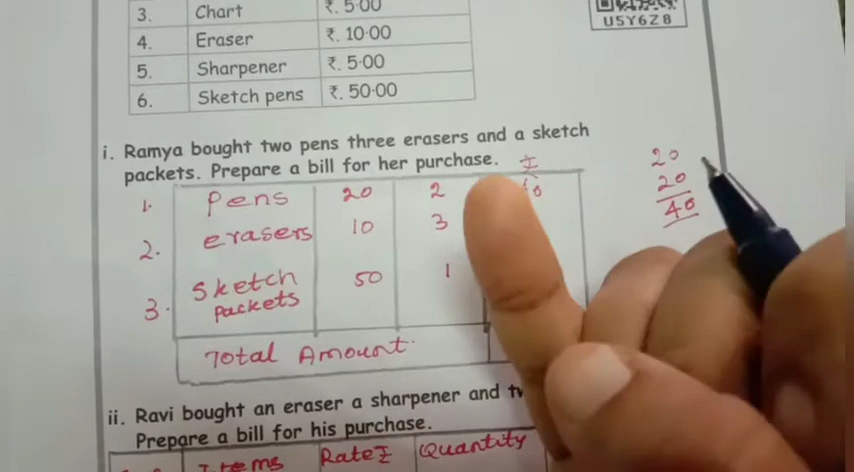 3. Chart ₹. 5·00
4. Eraser ₹. 10·00
5. Sharpener ₹. 5·00
6. Sketch pens ₹. 50·00
U5Y6Z8
i. Ramya bought two pens three erasers and a sketch
packets. Prepare a bill for her purchase.
₹
1. Pens 20 2
2. erasers 10 3
3. Sketch packets 50 1
Total Amount
20
20
40
ii. Ravi bought an eraser a sharpener and
Prepare a bill for his purchase.
Items Rate ₹ Quantity